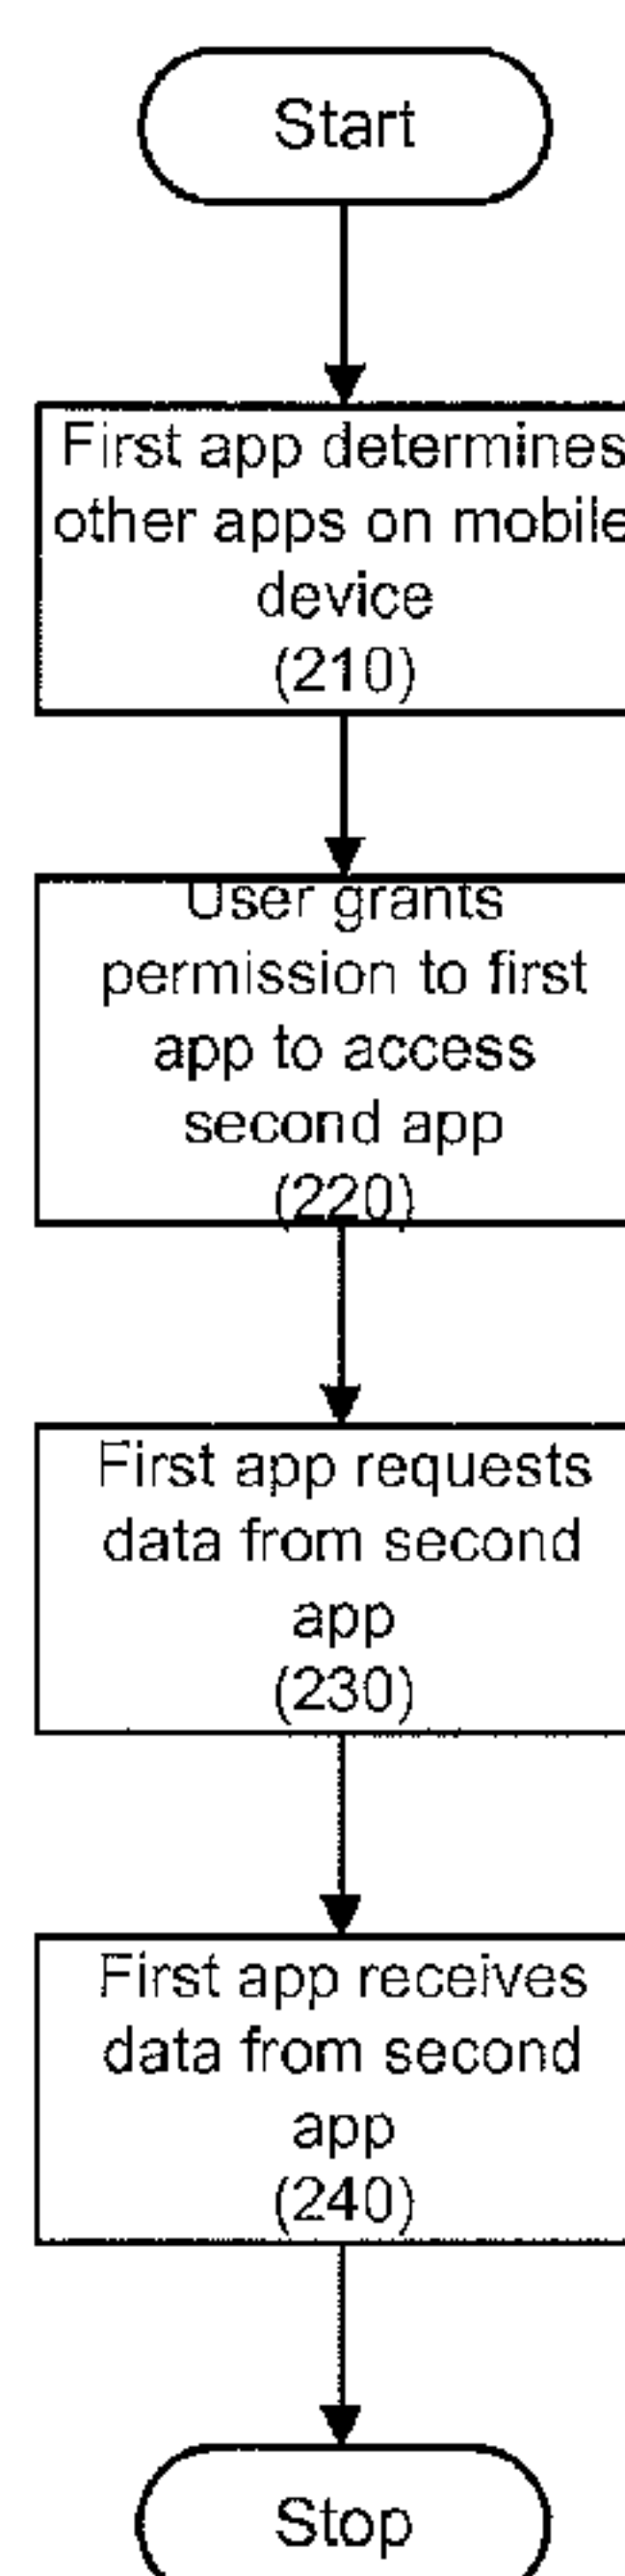 Start
First app determines
other apps on mobile
device
(210)
User grants
permission to first
app to access
second app
(220)
First app requests
data from second
app
(230)
First app receives
data from second
app
(240)
Stop